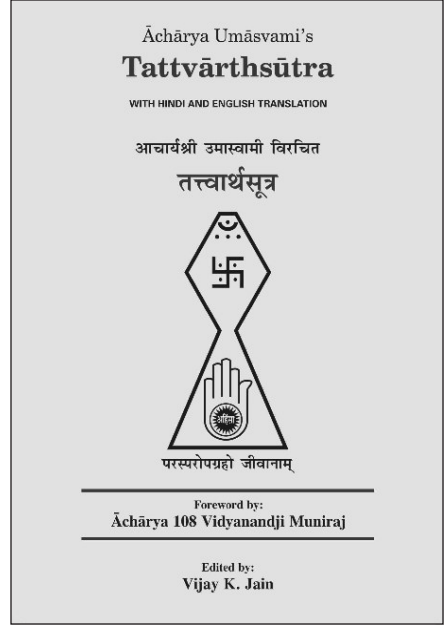 Āchārya Umāsvami's
Tattvārthsūtra
WITH HINDI AND ENGLISH TRANSLATION
आचार्यश्री उमास्वामी विरचित
तत्त्वार्थसूत्र
अहिंसा
परस्परोपग्रहो जीवानाम्
Foreword by:
Āchārya 108 Vidyanandji Muniraj
Edited by:
Vijay K. Jain